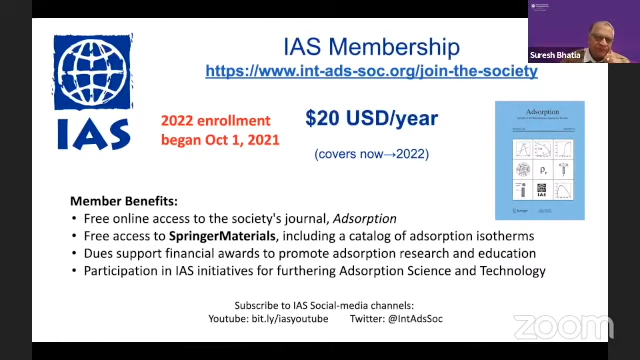 IAS Membership
https://www.int-ads-soc.org/join-the-society
IAS
2022 enrollment
began Oct 1, 2021
$20 USD/year
(covers now→2022)
Adsorption
Member Benefits:
• Free online access to the society's journal, Adsorption
• Free access to SpringerMaterials, including a catalog of adsorption isotherms
• Dues support financial awards to promote adsorption research and education
• Participation in IAS initiatives for furthering Adsorption Science and Technology
Subscribe to IAS Social-media channels:
Youtube: bit.ly/iasyoutube Twitter: @IntAdsSoc
Suresh Bhatia
zoom